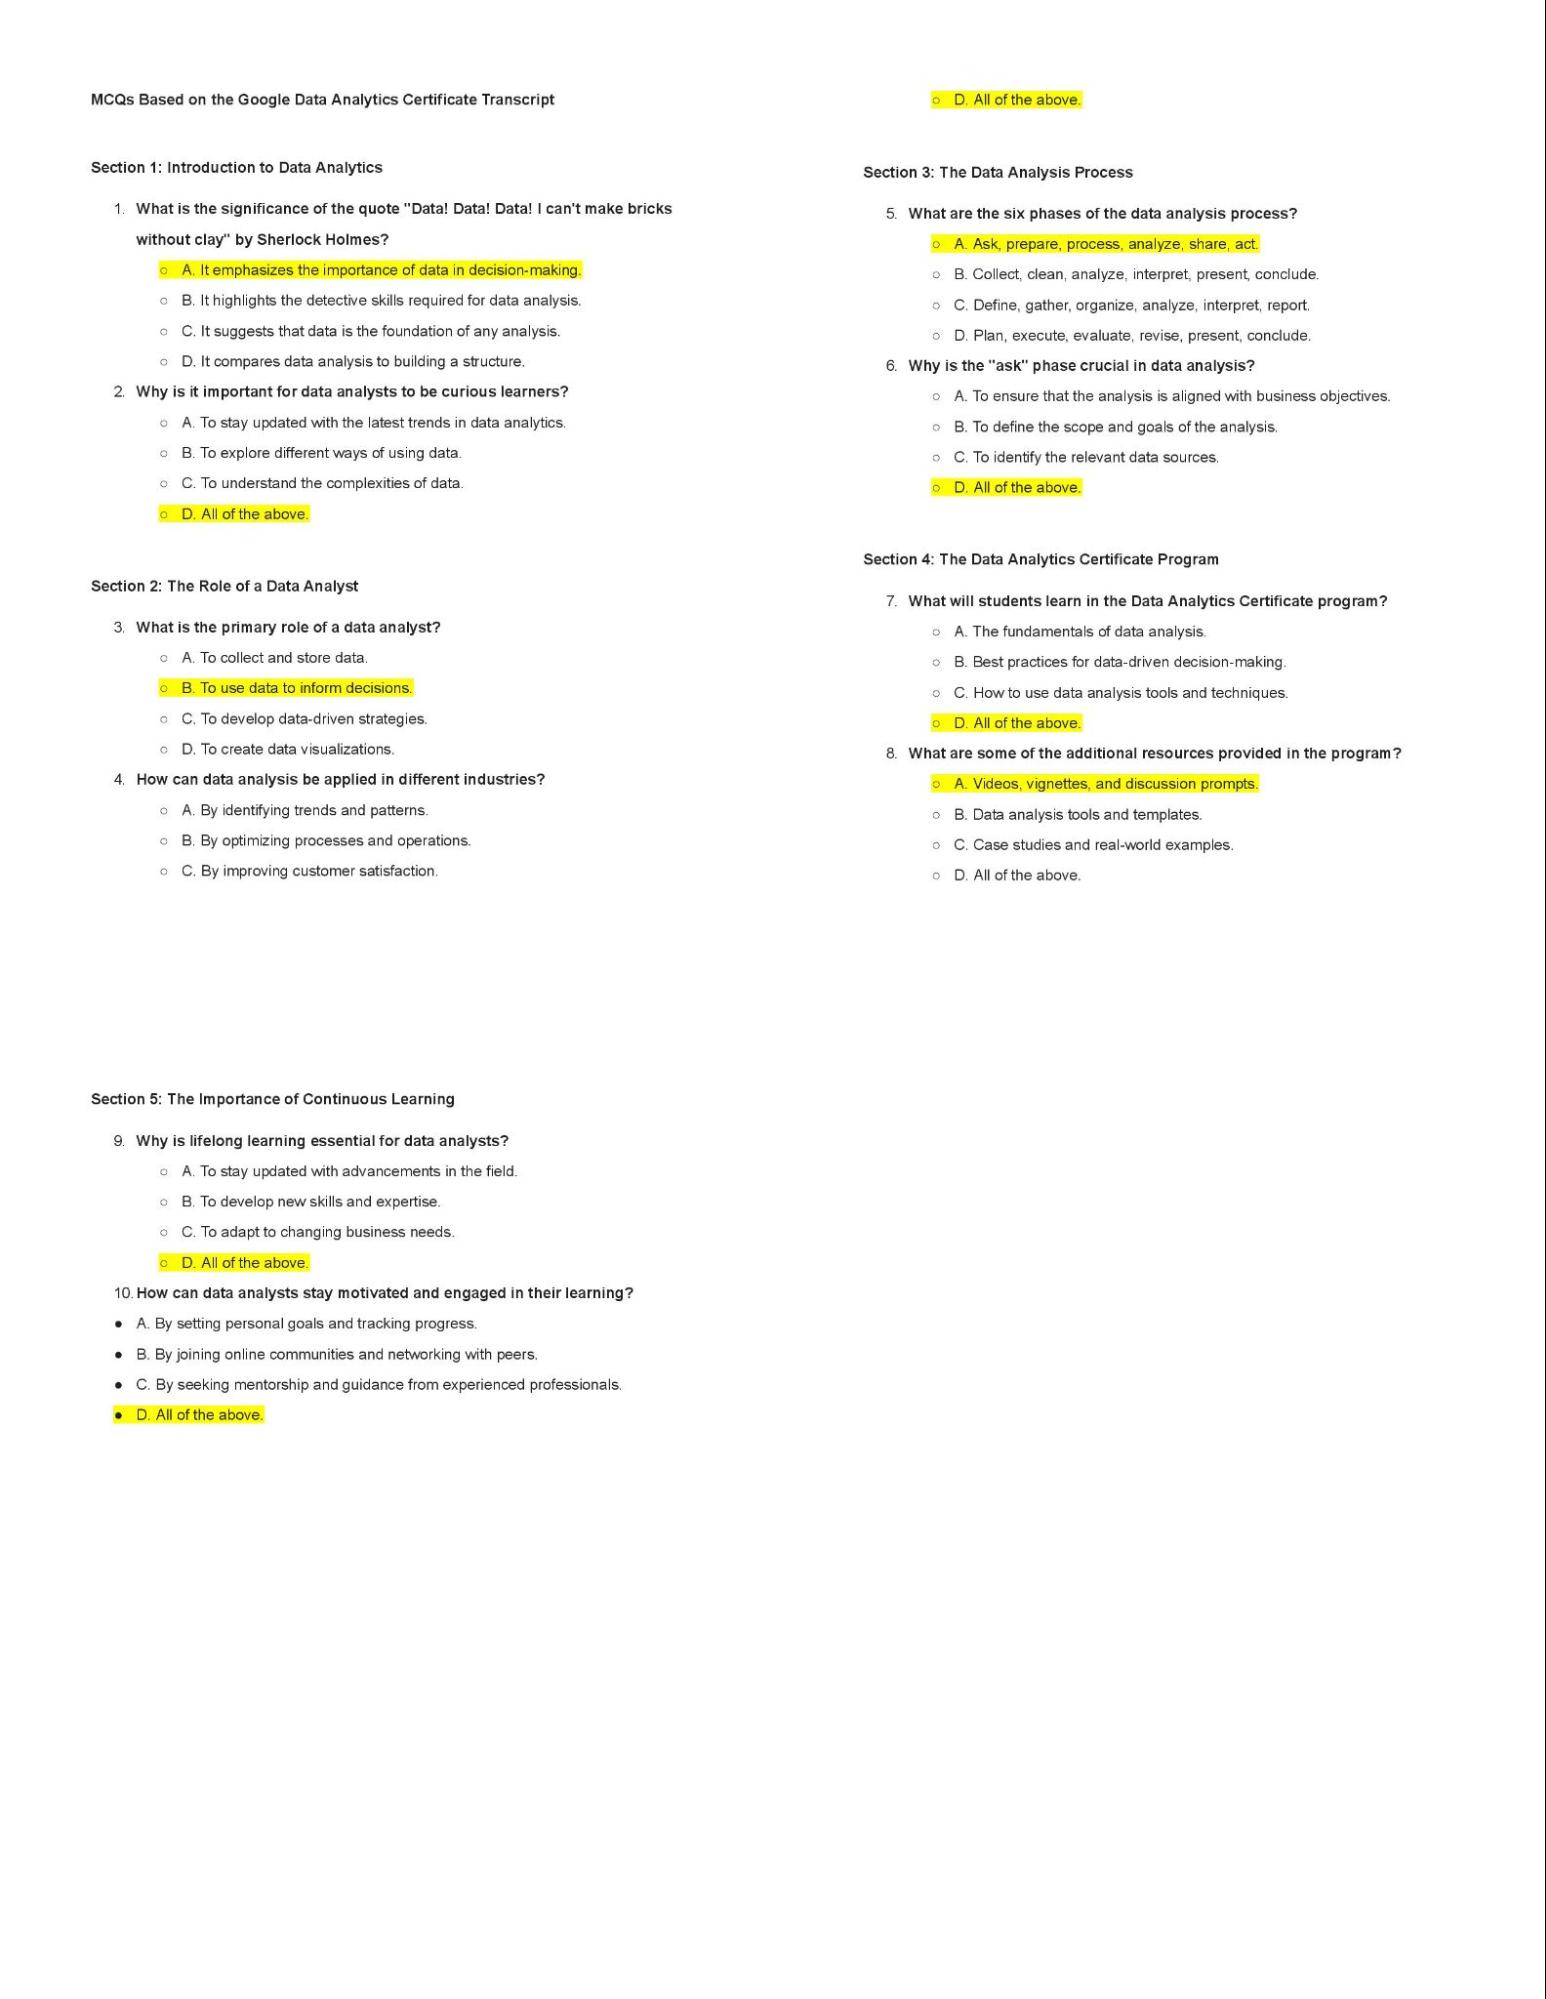 MCQs Based on the Google Data Analytics Certificate Transcript
Section 1: Introduction to Data Analytics
1. What is the significance of the quote "Data! Data! Data! I can't make bricks
without clay" by Sherlock Holmes?
○ A. It emphasizes the importance of data in decision-making.
○ B. It highlights the detective skills required for data analysis.
○ C. It suggests that data is the foundation of any analysis.
○ D. It compares data analysis to building a structure.
2. Why is it important for data analysts to be curious learners?
○ A. To stay updated with the latest trends in data analytics.
○ B. To explore different ways of using data.
○ C. To understand the complexities of data.
○ D. All of the above.
Section 2: The Role of a Data Analyst
3. What is the primary role of a data analyst?
○ A. To collect and store data.
○ B. To use data to inform decisions.
○ C. To develop data-driven strategies.
○ D. To create data visualizations.
4. How can data analysis be applied in different industries?
○ A. By identifying trends and patterns.
○ B. By optimizing processes and operations.
○ C. By improving customer satisfaction.
○ D. All of the above.
Section 3: The Data Analysis Process
5. What are the six phases of the data analysis process?
○ A. Ask, prepare, process, analyze, share, act.
○ B. Collect, clean, analyze, interpret, present, conclude.
○ C. Define, gather, organize, analyze, interpret, report.
○ D. Plan, execute, evaluate, revise, present, conclude.
6. Why is the "ask" phase crucial in data analysis?
○ A. To ensure that the analysis is aligned with business objectives.
○ B. To define the scope and goals of the analysis.
○ C. To identify the relevant data sources.
○ D. All of the above.
Section 4: The Data Analytics Certificate Program
7. What will students learn in the Data Analytics Certificate program?
○ A. The fundamentals of data analysis.
○ B. Best practices for data-driven decision-making.
○ C. How to use data analysis tools and techniques.
○ D. All of the above.
8. What are some of the additional resources provided in the program?
○ A. Videos, vignettes, and discussion prompts.
○ B. Data analysis tools and templates.
○ C. Case studies and real-world examples.
○ D. All of the above.
Section 5: The Importance of Continuous Learning
9. Why is lifelong learning essential for data analysts?
○ A. To stay updated with advancements in the field.
○ B. To develop new skills and expertise.
○ C. To adapt to changing business needs.
○ D. All of the above.
10. How can data analysts stay motivated and engaged in their learning?
● A. By setting personal goals and tracking progress.
● B. By joining online communities and networking with peers.
● C. By seeking mentorship and guidance from experienced professionals.
● D. All of the above.